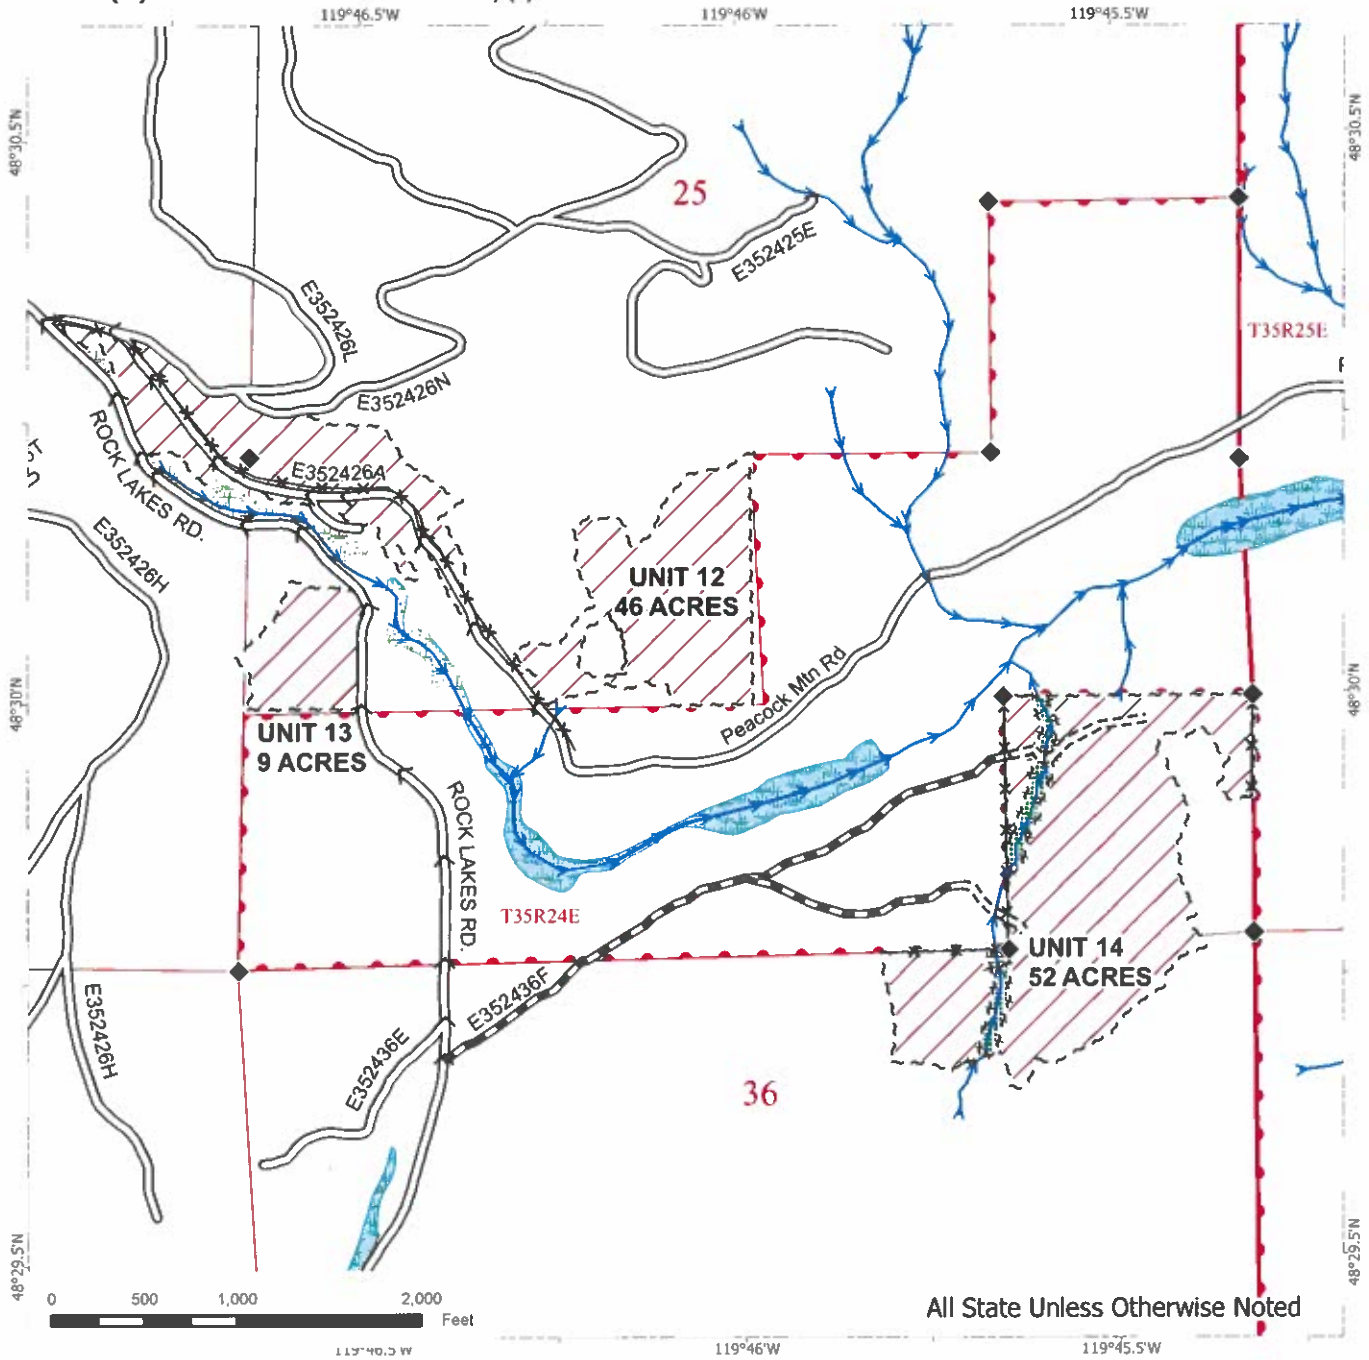 119°46.5'W
119°46'W
119°45.5'W
48°30.5'N
48°30.5'N
25
E352425E
E352426L
T35R25E
E352426N
ROCK LAKES RD.
E352426A
E352426H
UNIT 12
46 ACRES
Peacock Mtn Rd
48°30'N
48°30'N
UNIT 13
9 ACRES
ROCK LAKES RD.
T35R24E
UNIT 14
52 ACRES
E352436F
E352426H
E352436E
36
48°29.5'N
48°29.5'N
0 500 1,000 2,000
Feet
All State Unless Otherwise Noted
119°46.5'W
119°46'W
119°45.5'W